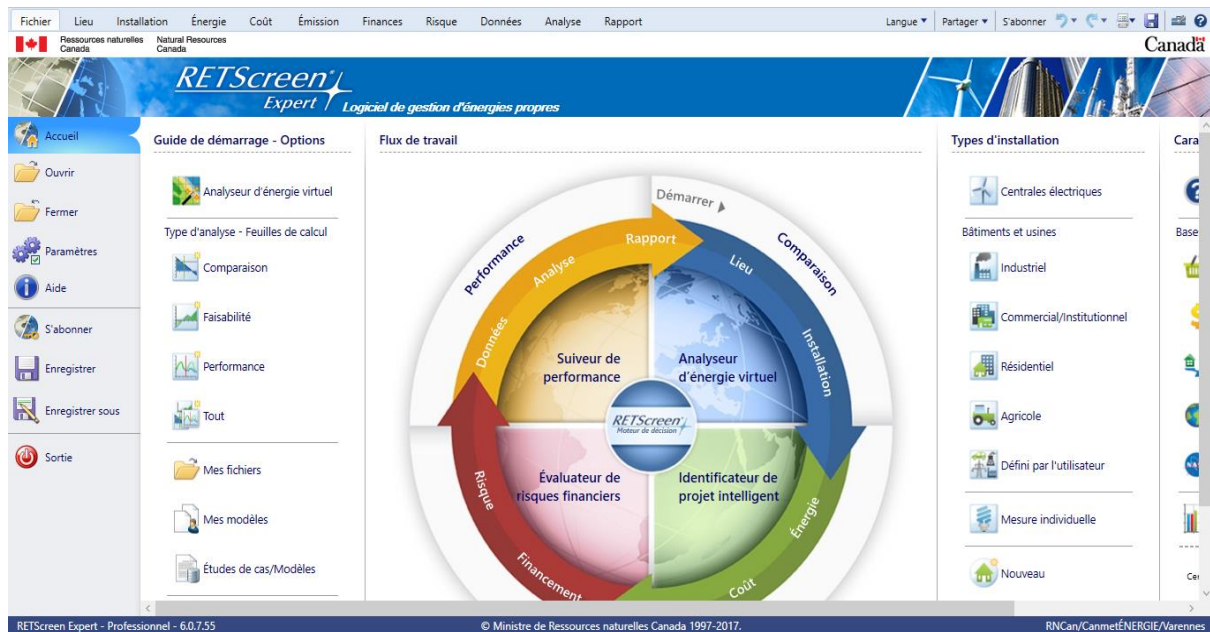 Fichier Lieu Installation Énergie Coût Émission Finances Risque Données Analyse Rapport Langue Partager S'abonner
Ressources naturelles Natural Resources
Canada Canada
Canada
RETScreen
Expert Logiciel de gestion d'énergies propres
Accueil
Ouvrir
Fermer
Paramètres
Aide
S'abonner
Enregistrer
Enregistrer sous
Sortie
Guide de démarrage - Options
Analyseur d'énergie virtuel
Type d'analyse - Feuilles de calcul
Comparaison
Faisabilité
Performance
Tout
Mes fichiers
Mes modèles
Études de cas/Modèles
Flux de travail
Démarrer
Performance
Comparaison
Données
Analyse
Rapport
Lieu
Installation
Énergie
Coût
Financement
Risque
Suiveur de
performance
Analyseur
d'énergie virtuel
RETScreen
Moteur de décision
Évaluateur de
risques financiers
Identificateur de
projet intelligent
Types d'installation
Centrales électriques
Bâtiments et usines
Industriel
Commercial/Institutionnel
Résidentiel
Agricole
Défini par l'utilisateur
Mesure individuelle
Nouveau
Cara
Base
Cer
RETScreen Expert - Professionnel - 6.0.7.55 © Ministre de Ressources naturelles Canada 1997-2017. RNCan/CanmetÉNERGIE/Varennes